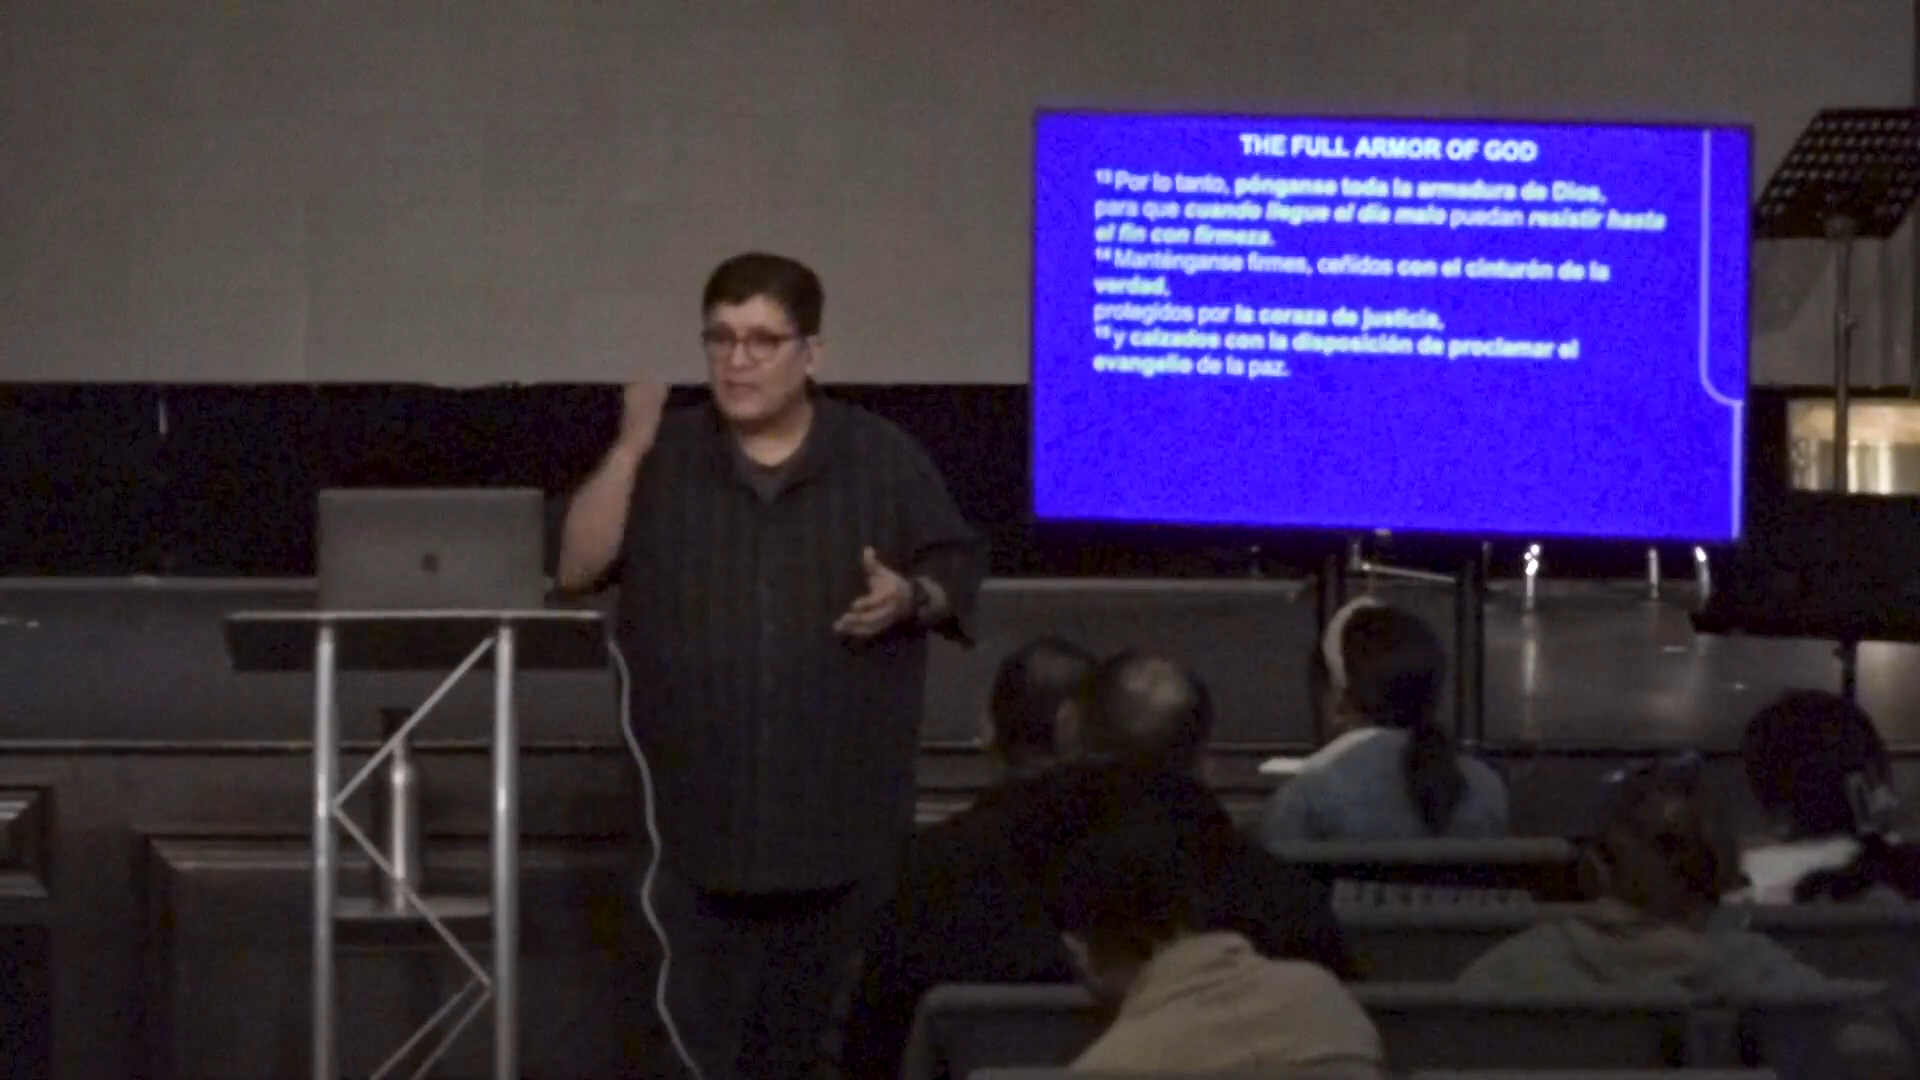 THE FULL ARMOR OF GOD
¹³ Por lo tanto, pónganse toda la armadura de Dios,
para que cuando llegue el día malo puedan resistir hasta
el fin con firmeza.
¹⁴ Manténganse firmes, ceñidos con el cinturón de la
verdad,
protegidos por la coraza de justicia,
¹⁵ y calzados con la disposición de proclamar el
evangelio de la paz.